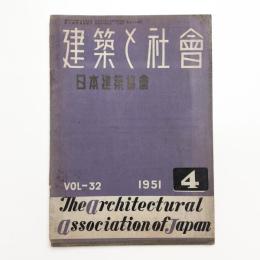 建築と社會
日本建築協會
VOL-32 1951 4
The architectural
association of Japan